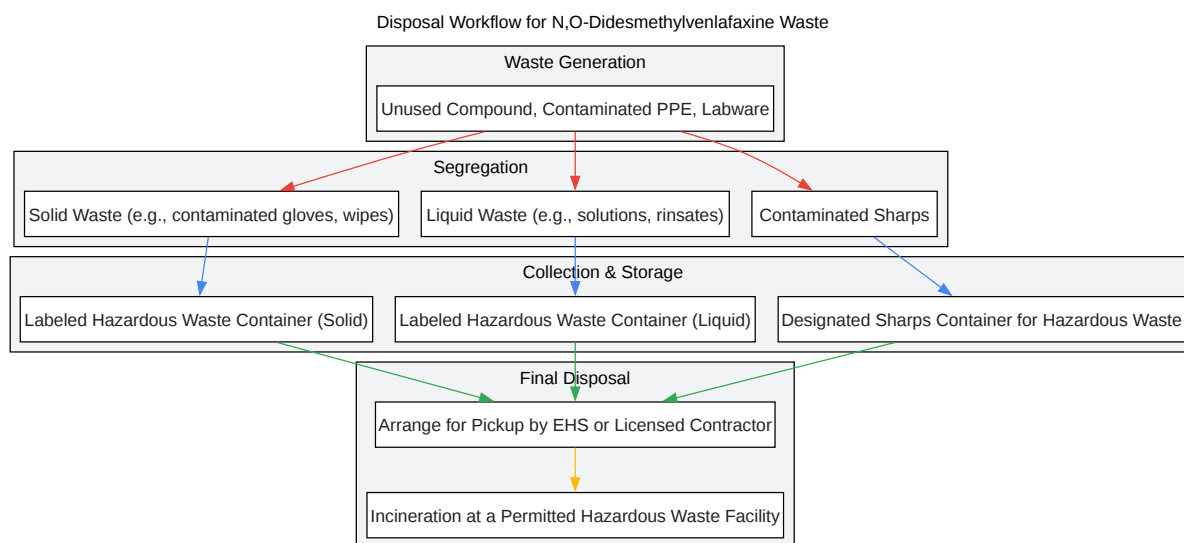 Disposal Workflow for N,O-Didesmethylvenlafaxine Waste
Waste Generation
Unused Compound, Contaminated PPE, Labware
Segregation
Solid Waste (e.g., contaminated gloves, wipes)
Liquid Waste (e.g., solutions, rinsates)
Contaminated Sharps
Collection & Storage
Labeled Hazardous Waste Container (Solid)
Labeled Hazardous Waste Container (Liquid)
Designated Sharps Container for Hazardous Waste
Final Disposal
Arrange for Pickup by EHS or Licensed Contractor
Incineration at a Permitted Hazardous Waste Facility